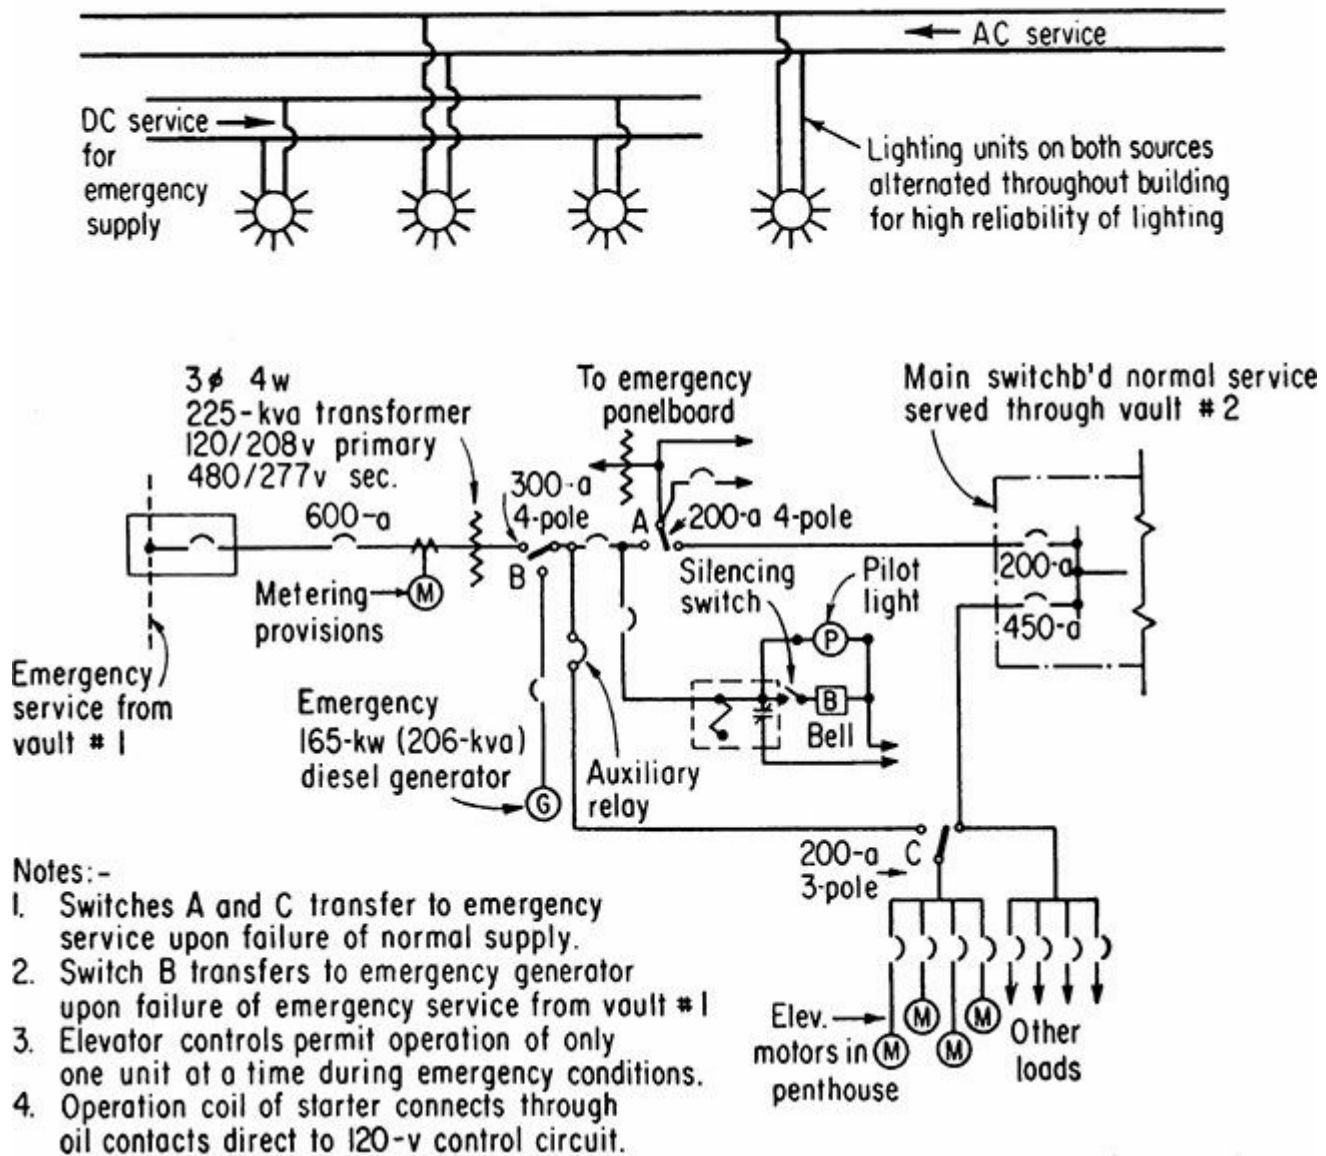 AC service
DC service
for
emergency
supply
Lighting units on both sources
alternated throughout building
for high reliability of lighting
3ϕ 4w
225-kva transformer
120/208v primary
480/277v sec.
To emergency
panelboard
Main switchb'd normal service
served through vault #2
300-a
4-pole
600-a
A
200-a 4-pole
B
200-a
450-a
Silencing
switch
Pilot
light
Metering
provisions
M
P
B
Bell
Emergency
service from
vault #1
Emergency
165-kw (206-kva)
diesel generator
G
Auxiliary
relay
200-a
3-pole
C
Elev.
motors in
penthouse
M
M
M
M
Other
loads
Notes:-
1. Switches A and C transfer to emergency
service upon failure of normal supply.
2. Switch B transfers to emergency generator
upon failure of emergency service from vault #1
3. Elevator controls permit operation of only
one unit at a time during emergency conditions.
4. Operation coil of starter connects through
oil contacts direct to 120-v control circuit.